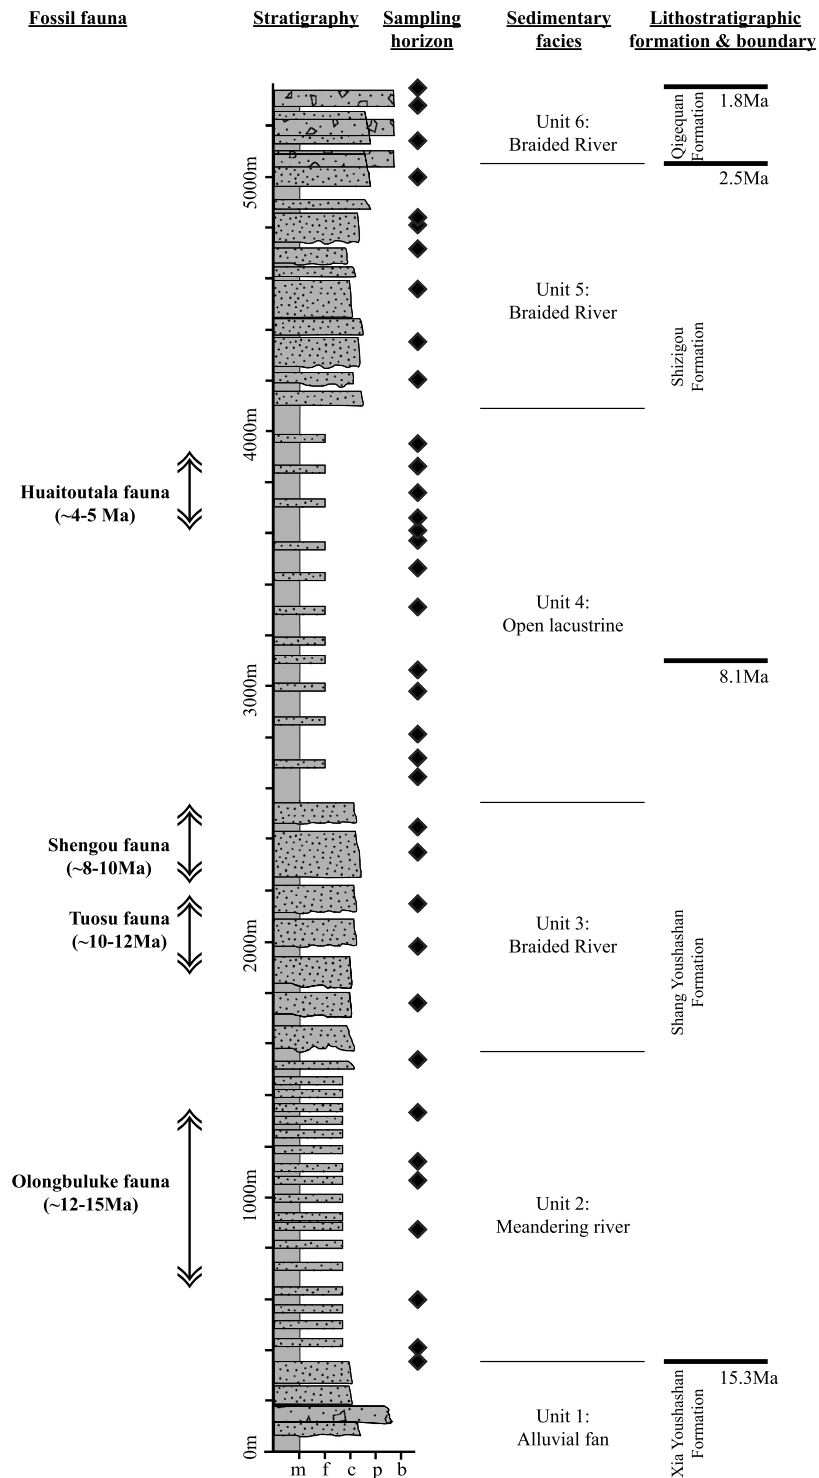 Fossil fauna
Stratigraphy
Sampling
horizon
Sedimentary
facies
Lithostratigraphic
formation & boundary
1.8Ma
Qigequan
Formation
Unit 6:
Braided River
5000m
2.5Ma
Unit 5:
Braided River
Shizigou
Formation
4000m
Huaitoutala fauna
(~4-5 Ma)
Unit 4:
Open lacustrine
8.1Ma
3000m
Shengou fauna
(~8-10Ma)
Tuosu fauna
(~10-12Ma)
2000m
Unit 3:
Braided River
Shang Youshashan
Formation
Olongbuluke fauna
(~12-15Ma)
1000m
Unit 2:
Meandering river
15.3Ma
Unit 1:
Alluvial fan
Xia Youshashan
Formation
0m
m f c p b